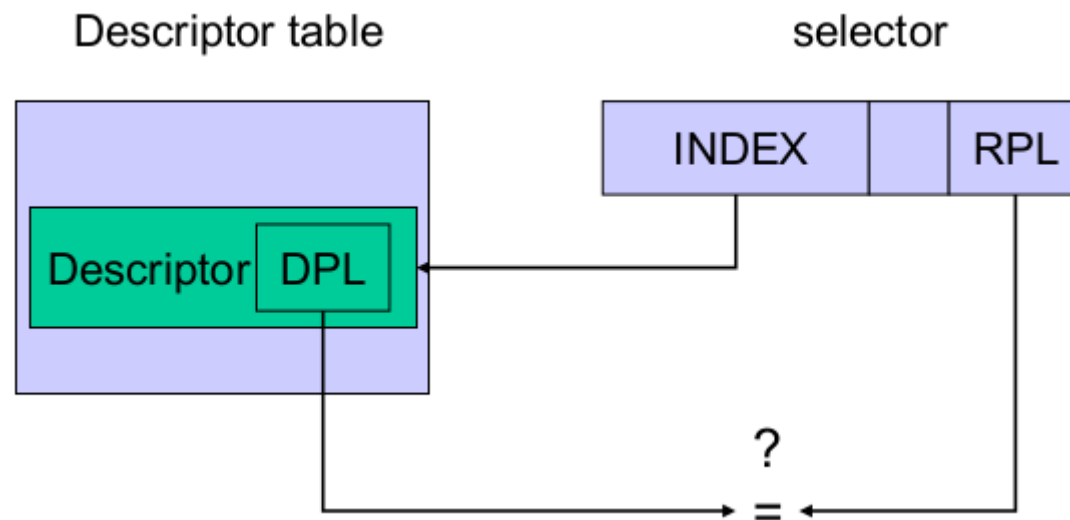 Descriptor table
selector
INDEX
RPL
Descriptor
DPL
?
=